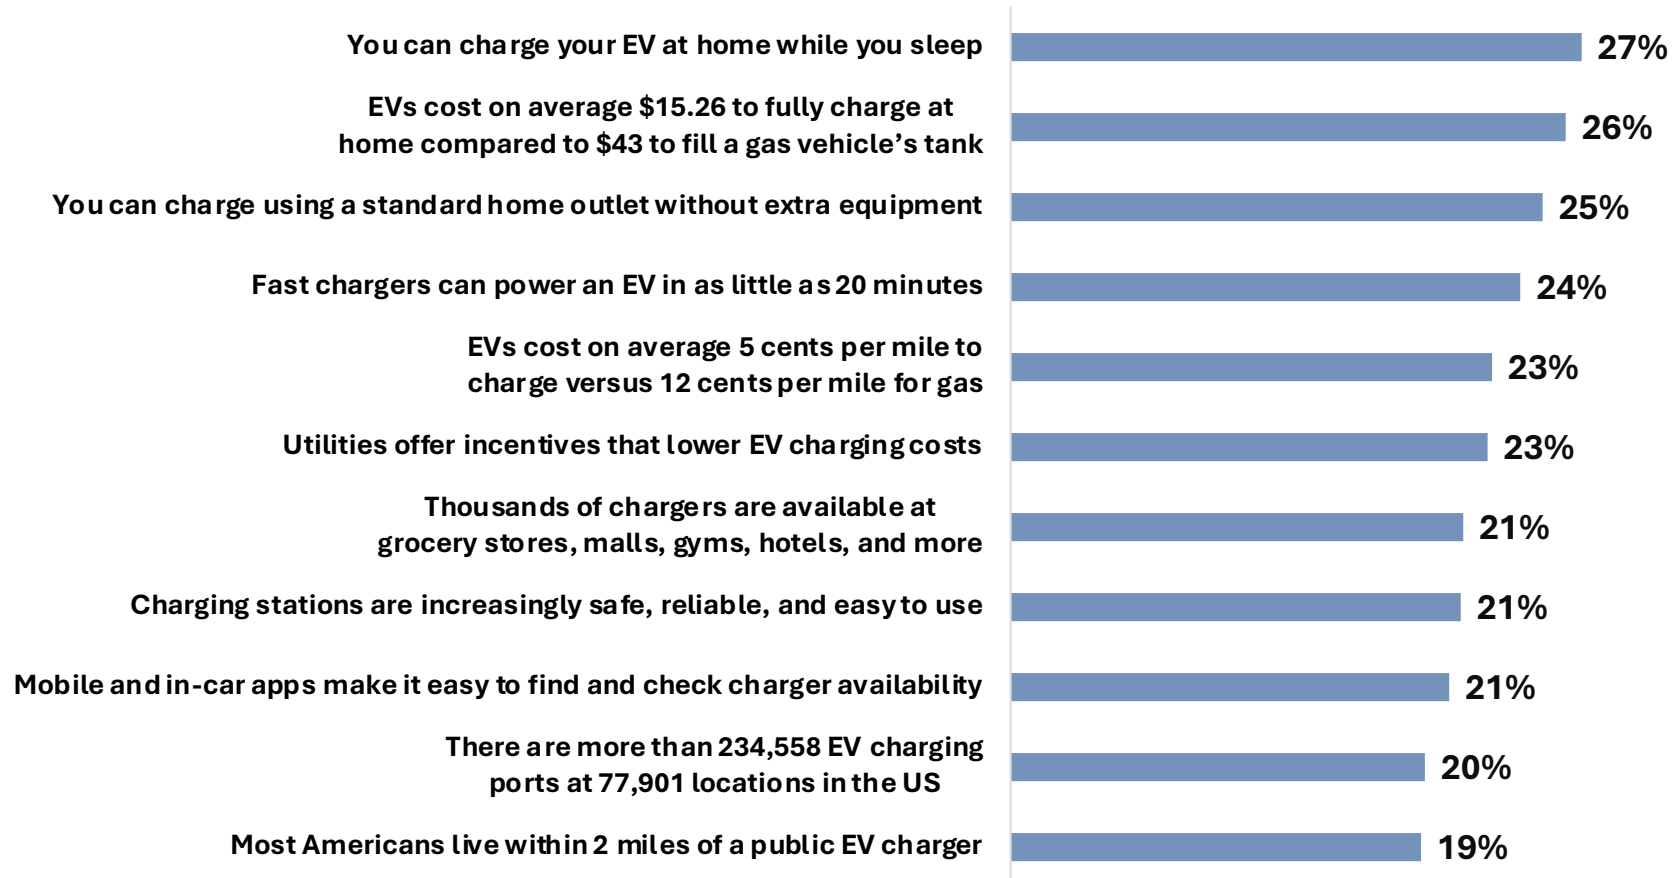 You can charge your EV at home while you sleep
27%
EVs cost on average $15.26 to fully charge at
home compared to $43 to fill a gas vehicle’s tank
26%
You can charge using a standard home outlet without extra equipment
25%
Fast chargers can power an EV in as little as 20 minutes
24%
EVs cost on average 5 cents per mile to
charge versus 12 cents per mile for gas
23%
Utilities offer incentives that lower EV charging costs
23%
Thousands of chargers are available at
grocery stores, malls, gyms, hotels, and more
21%
Charging stations are increasingly safe, reliable, and easy to use
21%
Mobile and in-car apps make it easy to find and check charger availability
21%
There are more than 234,558 EV charging
ports at 77,901 locations in the US
20%
Most Americans live within 2 miles of a public EV charger
19%